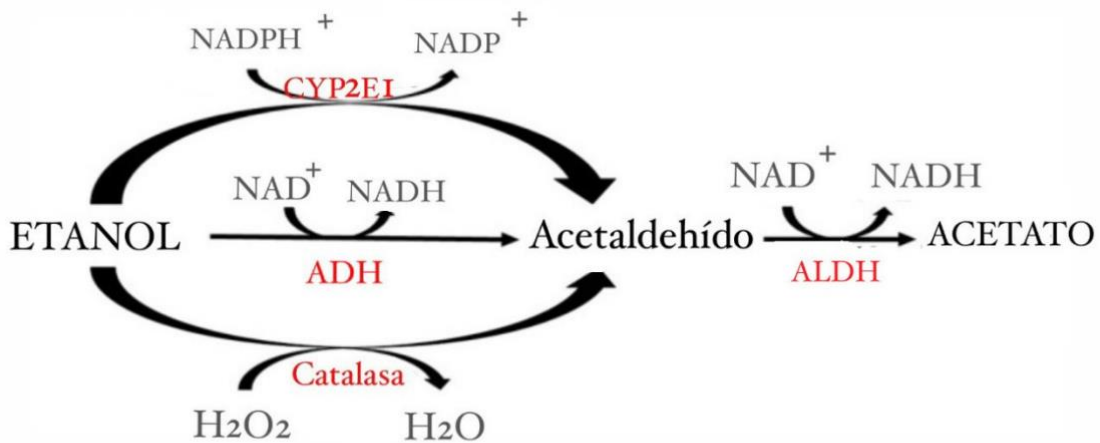 NADPH + NADP +
CYP2E1
NAD+ NADH NAD + NADH
ETANOL Acetaldehído ACETATO
ADH ALDH
Catalasa
H2O2 H2O